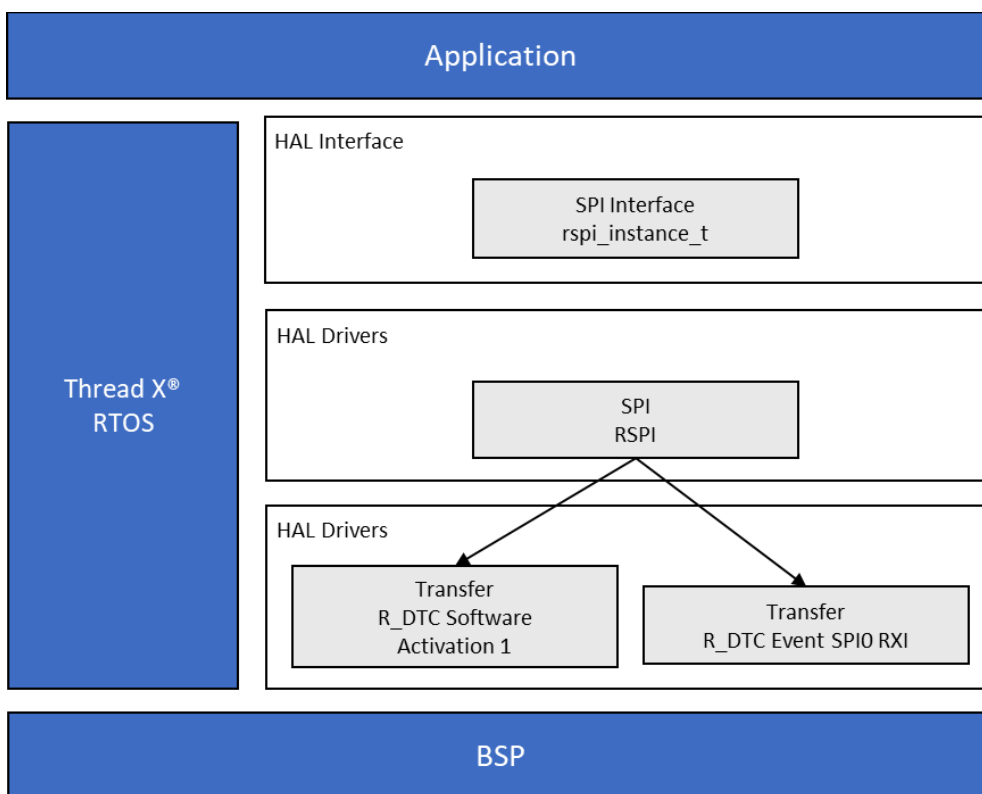 Application
Thread X®
RTOS
HAL Interface
SPI Interface
rspi_instance_t
HAL Drivers
SPI
RSPI
HAL Drivers
Transfer
R_DTC Software
Activation 1
Transfer
R_DTC Event SPI0 RXI
BSP